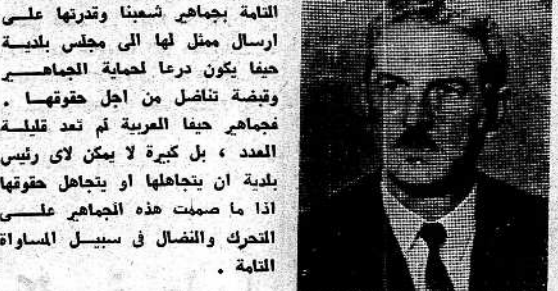 التامة بجماهير شعبنا وقدرتها على
ارسال ممثل لها الى مجلس بلدية
حيفا يكون درعا لحماية الجماهير
وقبضة تناضل من اجل حقوقها .
فجماهير حيفا العربية لم تعد قليلة
العدد ، بل كبيرة لا يمكن لاى رئيس
بلدية ان يتجاهلها او يتجاهل حقوقها
اذا ما صممت هذه الجماهير على
التحرك والنضال فى سبيل المساواة
التامة .